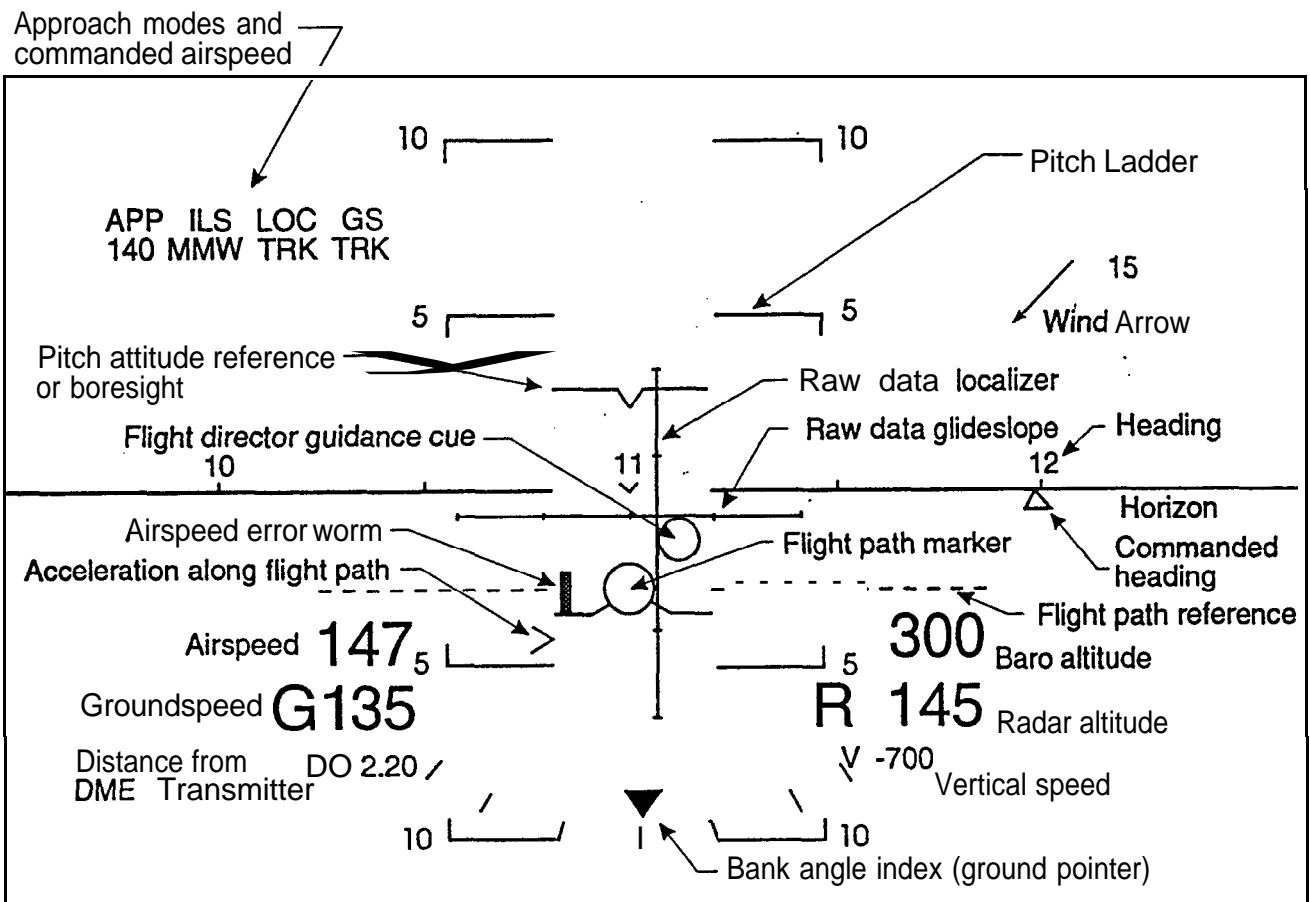 Approach modes and
commanded airspeed
10
10
Pitch Ladder
APP ILS LOC GS
140 MMW TRK TRK
15
Wind Arrow
5
5
Pitch attitude reference
or boresight
Raw data localizer
Flight director guidance cue
Raw data glideslope
Heading
10
11
12
Horizon
Airspeed error worm
Flight path marker
Commanded
heading
Acceleration along flight path
Flight path reference
Airspeed 147
300
Baro altitude
5
5
Groundspeed G135
R 145 Radar altitude
Distance from
DME Transmitter
DO 2.20
V -700
Vertical speed
10
10
Bank angle index (ground pointer)